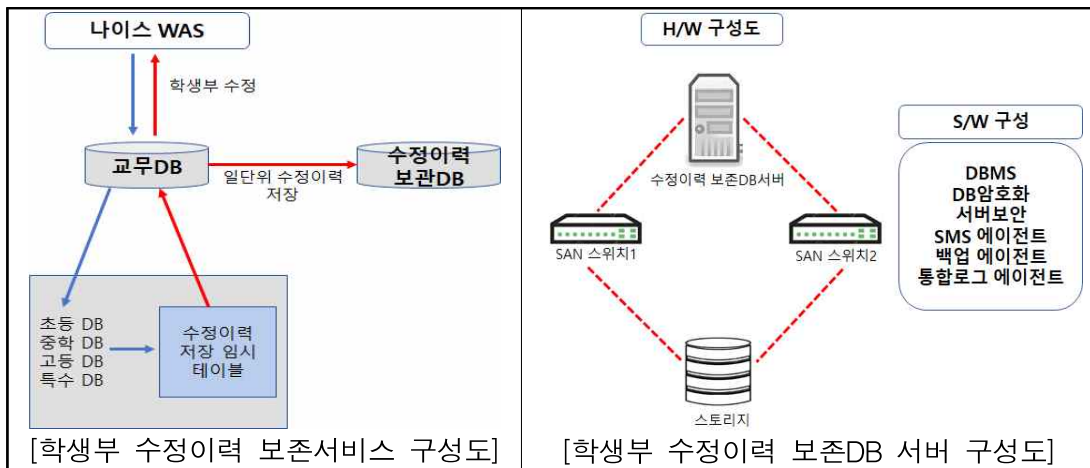 나이스 WAS
학생부 수정
교무DB
일단위 수정이력
저장
수정이력
보관DB
초등 DB
중학 DB
고등 DB
특수 DB
수정이력
저장 임시
테이블
[학생부 수정이력 보존서비스 구성도]
H/W 구성도
수정이력 보존DB서버
SAN 스위치1
SAN 스위치2
스토리지
S/W 구성
DBMS
DB암호화
서버보안
SMS 에이전트
백업 에이전트
통합로그 에이전트
[학생부 수정이력 보존DB 서버 구성도]